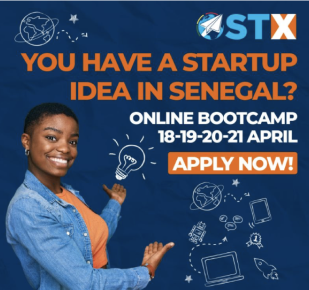 STX
YOU HAVE A STARTUP
IDEA IN SENEGAL?
ONLINE BOOTCAMP
18-19-20-21 APRIL
APPLY NOW!